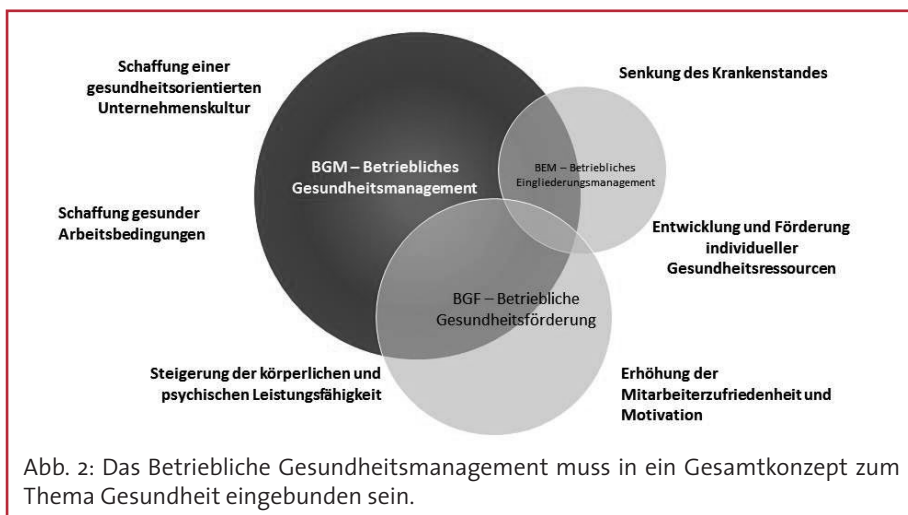 Schaffung einer
gesundheitsorientierten
Unternehmenskultur
Senkung des Krankenstandes
BGM – Betriebliches
Gesundheitsmanagement
BEM – Betriebliches
Eingliederungsmanagement
Schaffung gesunder
Arbeitsbedingungen
Entwicklung und Förderung
individueller
Gesundheitsressourcen
BGF – Betriebliche
Gesundheitsförderung
Steigerung der körperlichen und
psychischen Leistungsfähigkeit
Erhöhung der
Mitarbeiterzufriedenheit und
Motivation
Abb. 2: Das Betriebliche Gesundheitsmanagement muss in ein Gesamtkonzept zum
Thema Gesundheit eingebunden sein.